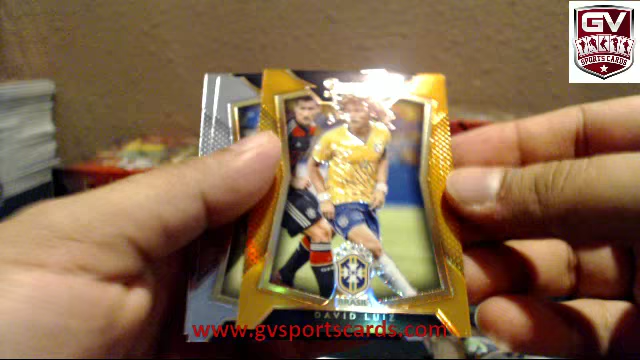 GV
SPORTS CARDS
BRASIL
DAVID LUIZ
www.gvsportscards.com